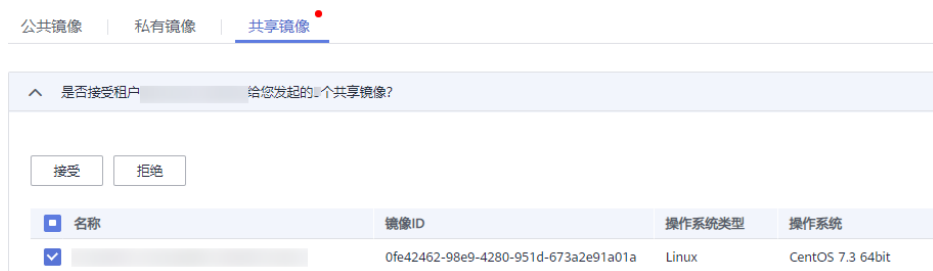 公共镜像 私有镜像 共享镜像
是否接受租户 给您发起的 个共享镜像?
接受 拒绝
名称 镜像ID 操作系统类型 操作系统
0fe42462-98e9-4280-951d-673a2e91a01a Linux CentOS 7.3 64bit